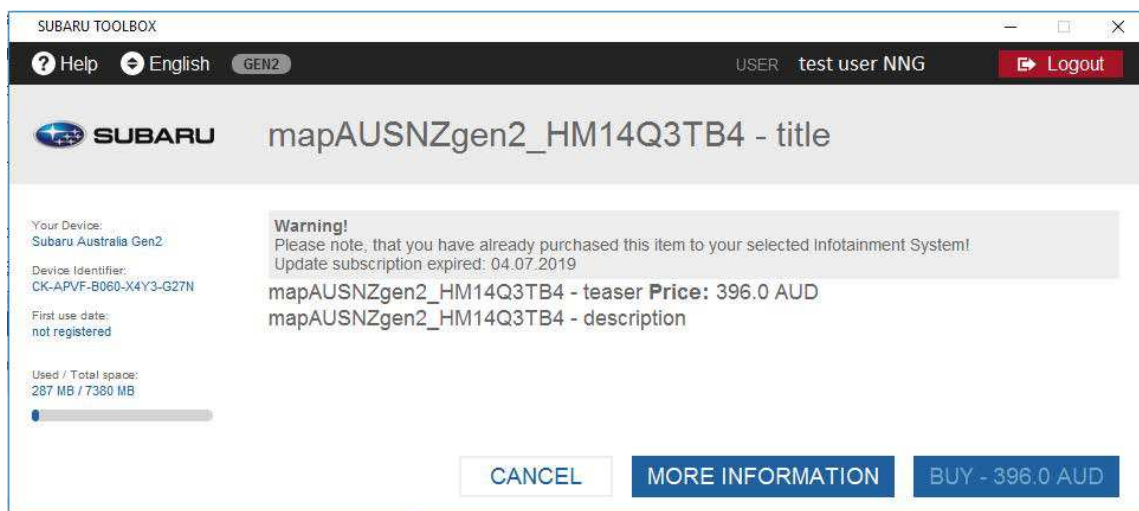 SUBARU TOOLBOX
? Help English GEN2 USER test user NNG Logout
SUBARU mapAUSNZgen2_HM14Q3TB4 - title
Your Device:
Subaru Australia Gen2
Device Identifier:
CK-APVF-B060-X4Y3-G27N
First use date:
not registered
Used / Total space:
287 MB / 7380 MB
Warning!
Please note, that you have already purchased this item to your selected Infotainment System!
Update subscription expired: 04.07.2019
mapAUSNZgen2_HM14Q3TB4 - teaser Price: 396.0 AUD
mapAUSNZgen2_HM14Q3TB4 - description
CANCEL MORE INFORMATION BUY - 396.0 AUD